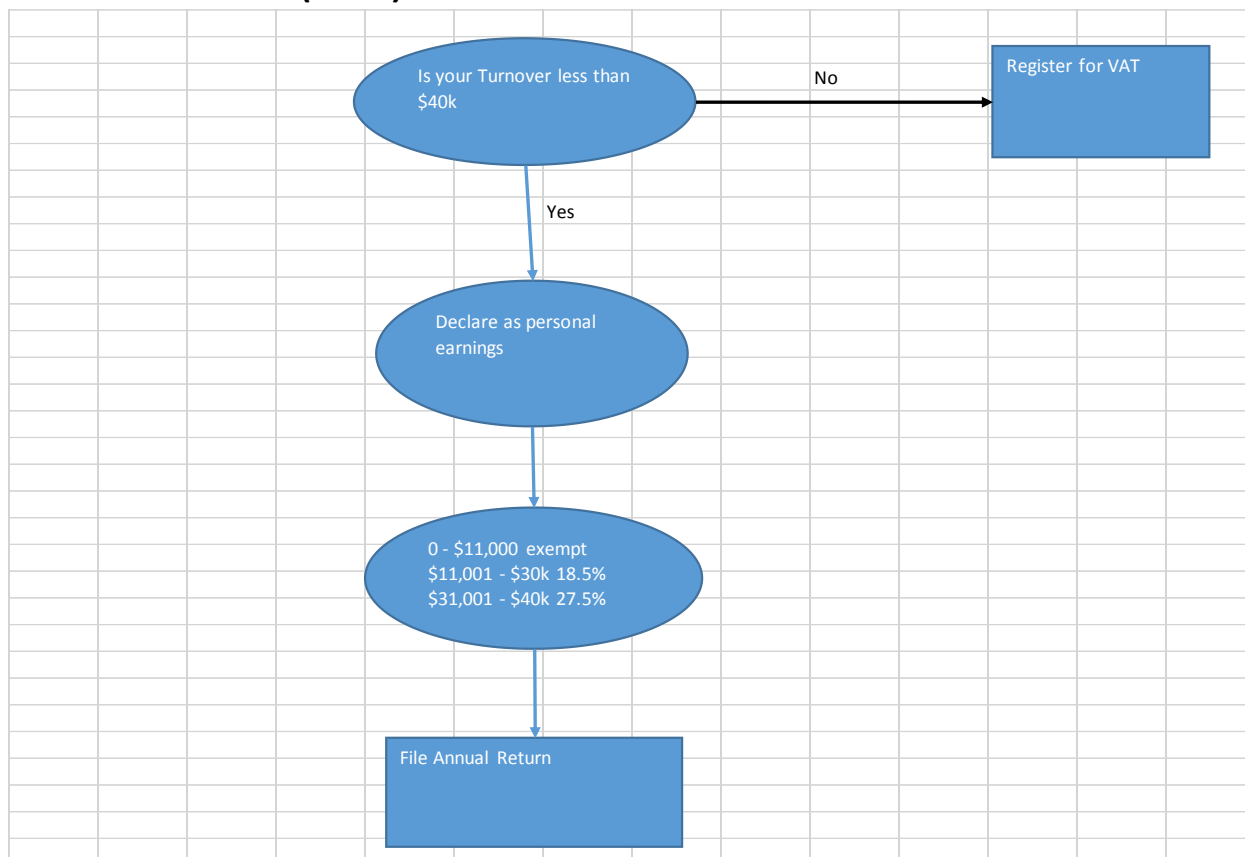 Is your Turnover less than
$40k
No
Register for VAT
Yes
Declare as personal
earnings
0 - $11,000 exempt
$11,001 - $30k 18.5%
$31,001 - $40k 27.5%
File Annual Return